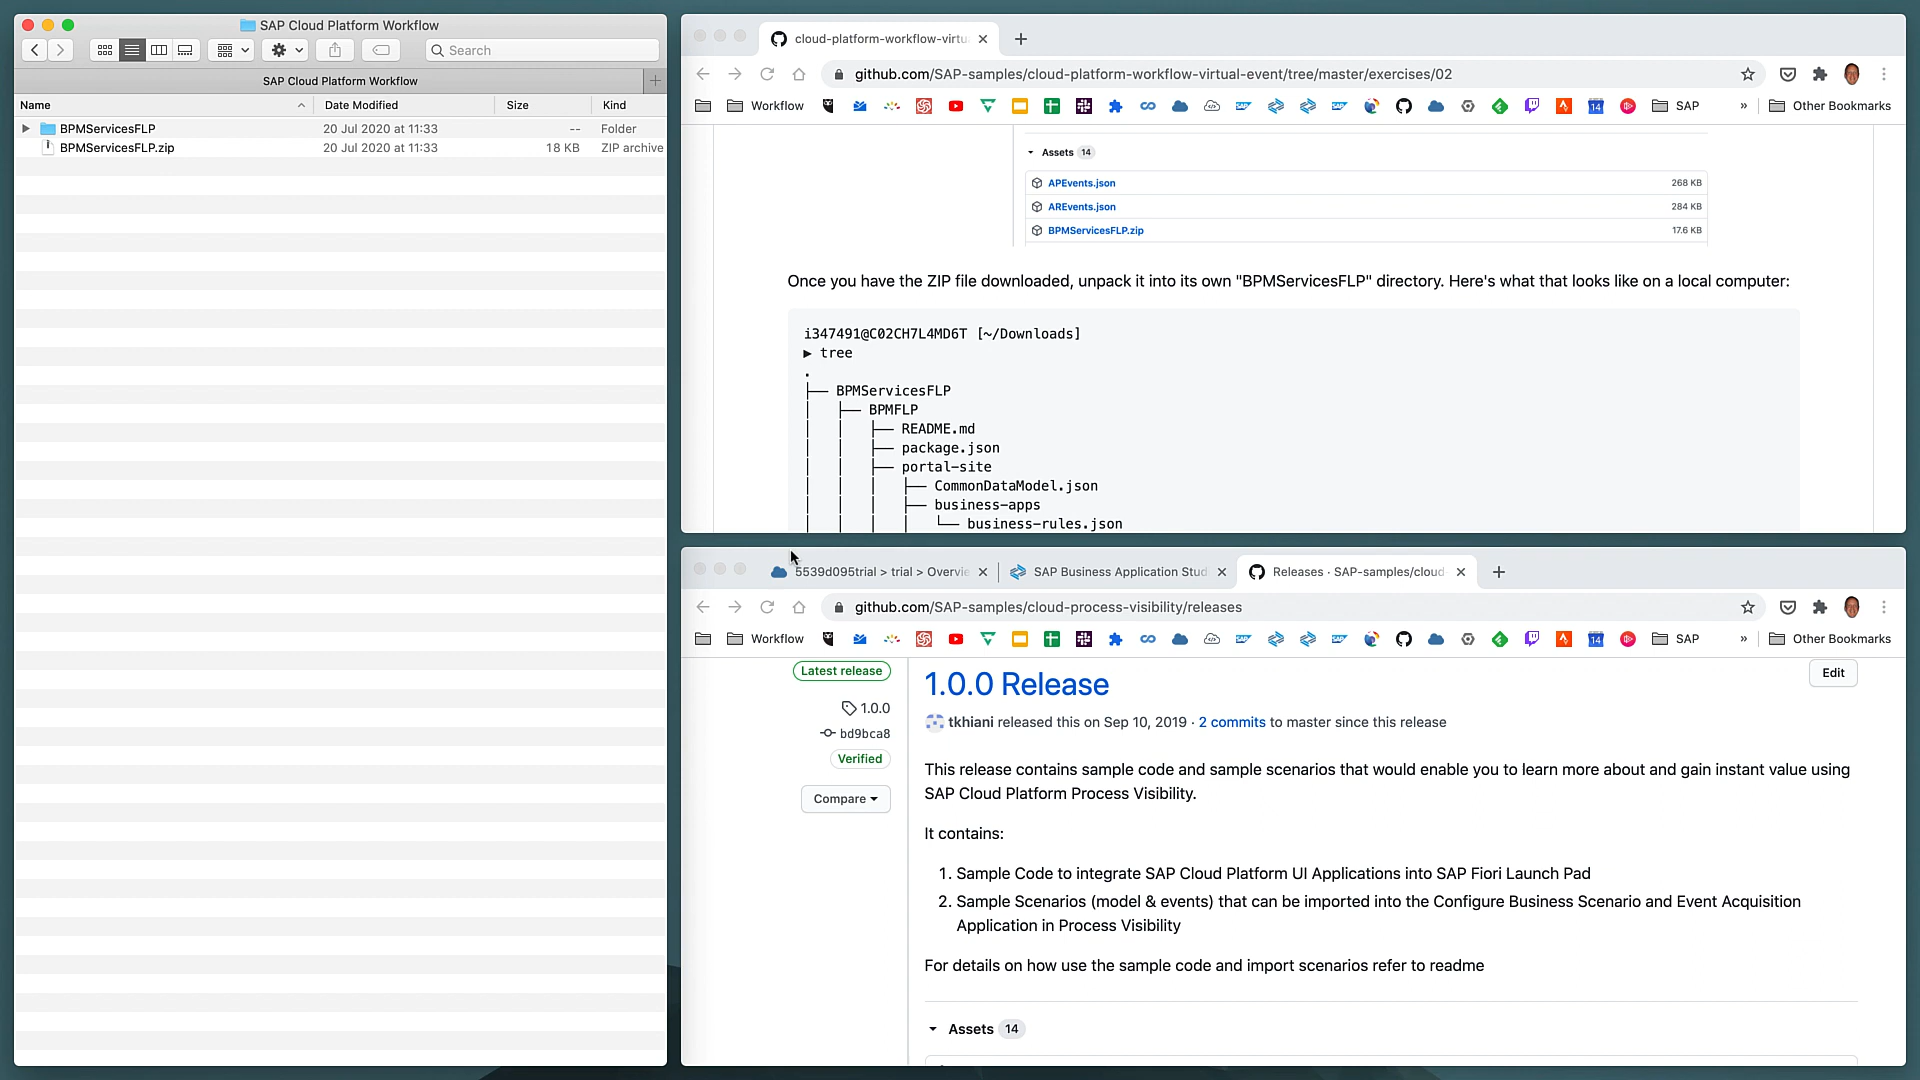 SAP Cloud Platform Workflow
Search
SAP Cloud Platform Workflow
Name
Date Modified
Size
Kind
BPMServicesFLP
20 Jul 2020 at 11:33
--
Folder
BPMServicesFLP.zip
20 Jul 2020 at 11:33
18 KB
ZIP archive
cloud-platform-workflow-virtu
github.com/SAP-samples/cloud-platform-workflow-virtual-event/tree/master/exercises/02
Workflow
SAP
»
Other Bookmarks
Assets 14
APEvents.json
268 KB
AREvents.json
284 KB
BPMServicesFLP.zip
17.6 KB
Once you have the ZIP file downloaded, unpack it into its own "BPMServicesFLP" directory. Here's what that looks like on a local computer:
i347491@C02CH7L4MD6T [~/Downloads]
▶ tree
.
├── BPMServicesFLP
│   ├── BPMFLP
│   │   ├── README.md
│   │   ├── package.json
│   │   ├── portal-site
│   │   │   ├── CommonDataModel.json
│   │   │   ├── business-apps
│   │   │   │   └── business-rules.json
5539d095trial > trial > Overvie
SAP Business Application Stud
Releases · SAP-samples/cloud-
github.com/SAP-samples/cloud-process-visibility/releases
Workflow
SAP
»
Other Bookmarks
Latest release
1.0.0
bd9bca8
Verified
Compare
1.0.0 Release
Edit
tkhiani released this on Sep 10, 2019 · 2 commits to master since this release
This release contains sample code and sample scenarios that would enable you to learn more about and gain instant value using
SAP Cloud Platform Process Visibility.
It contains:
1. Sample Code to integrate SAP Cloud Platform UI Applications into SAP Fiori Launch Pad
2. Sample Scenarios (model & events) that can be imported into the Configure Business Scenario and Event Acquisition
Application in Process Visibility
For details on how use the sample code and import scenarios refer to readme
Assets 14